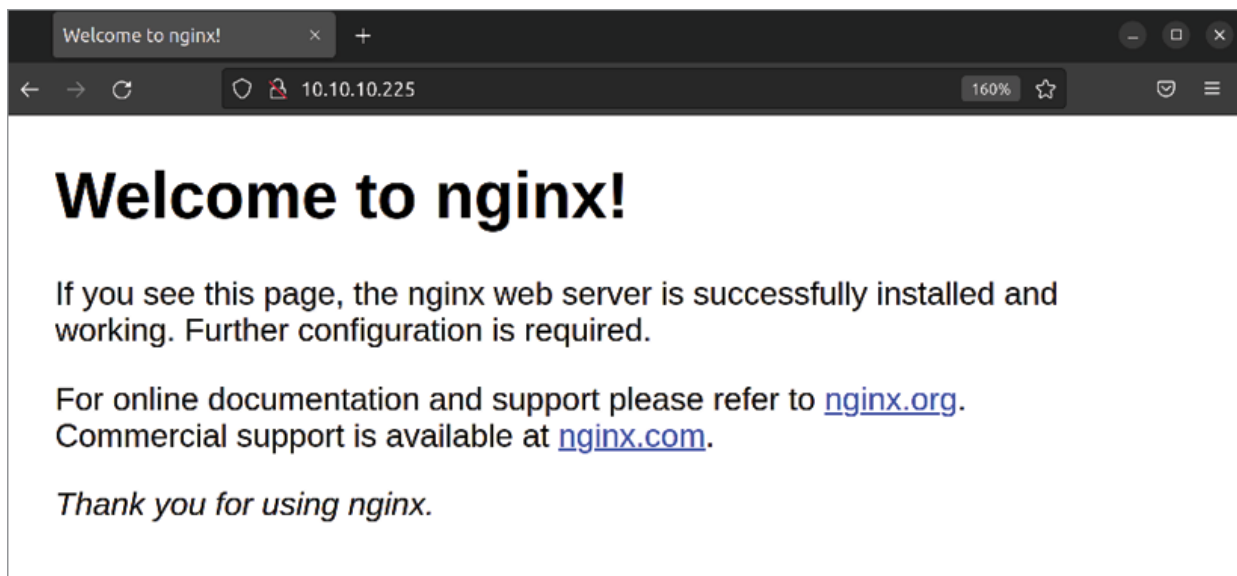 Welcome to nginx!
10.10.10.225
160%
Welcome to nginx!
If you see this page, the nginx web server is successfully installed and
working. Further configuration is required.
For online documentation and support please refer to nginx.org.
Commercial support is available at nginx.com.
Thank you for using nginx.